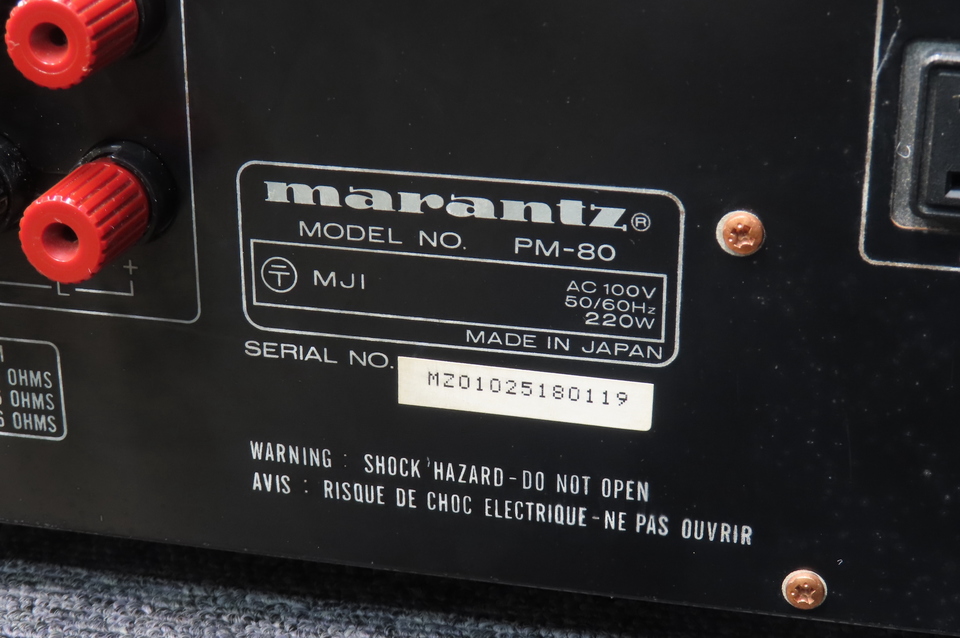 marantz®
MODEL NO. PM-80
MJI
AC 100V
50/60Hz
220W
MADE IN JAPAN
SERIAL NO. MZ01025180119
WARNING : SHOCK HAZARD-DO NOT OPEN
AVIS : RISQUE DE CHOC ELECTRIQUE-NE PAS OUVRIR
L
+
OHMS
OHMS
OHMS